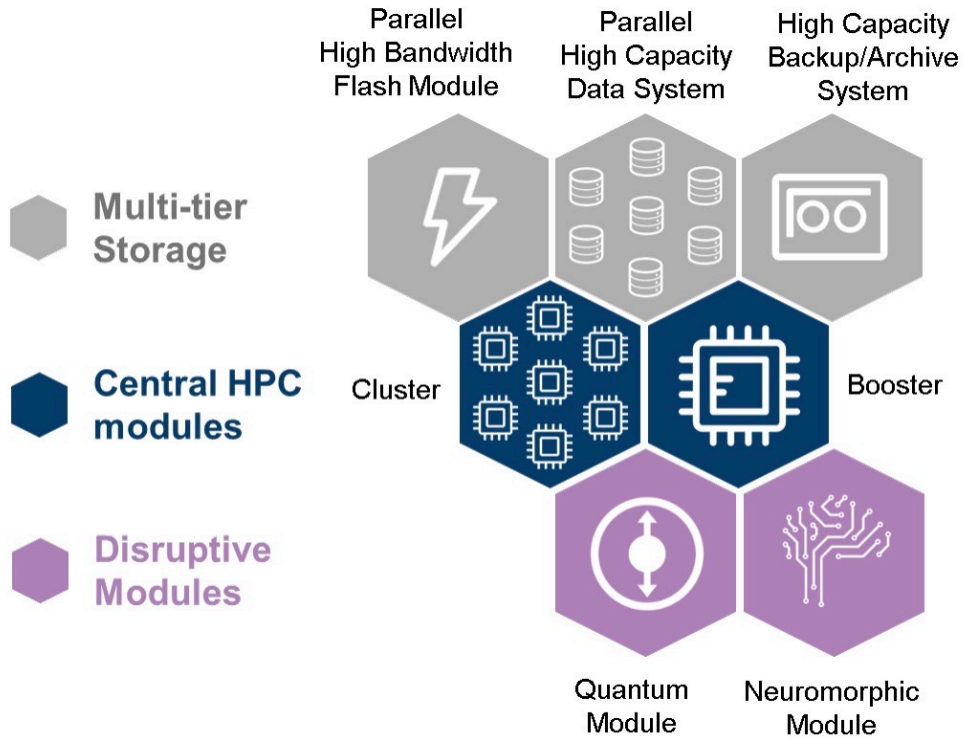 Parallel
High Bandwidth
Flash Module
Parallel
High Capacity
Data System
High Capacity
Backup/Archive
System
Multi-tier
Storage
Central HPC
modules
Cluster
Booster
Disruptive
Modules
Quantum
Module
Neuromorphic
Module